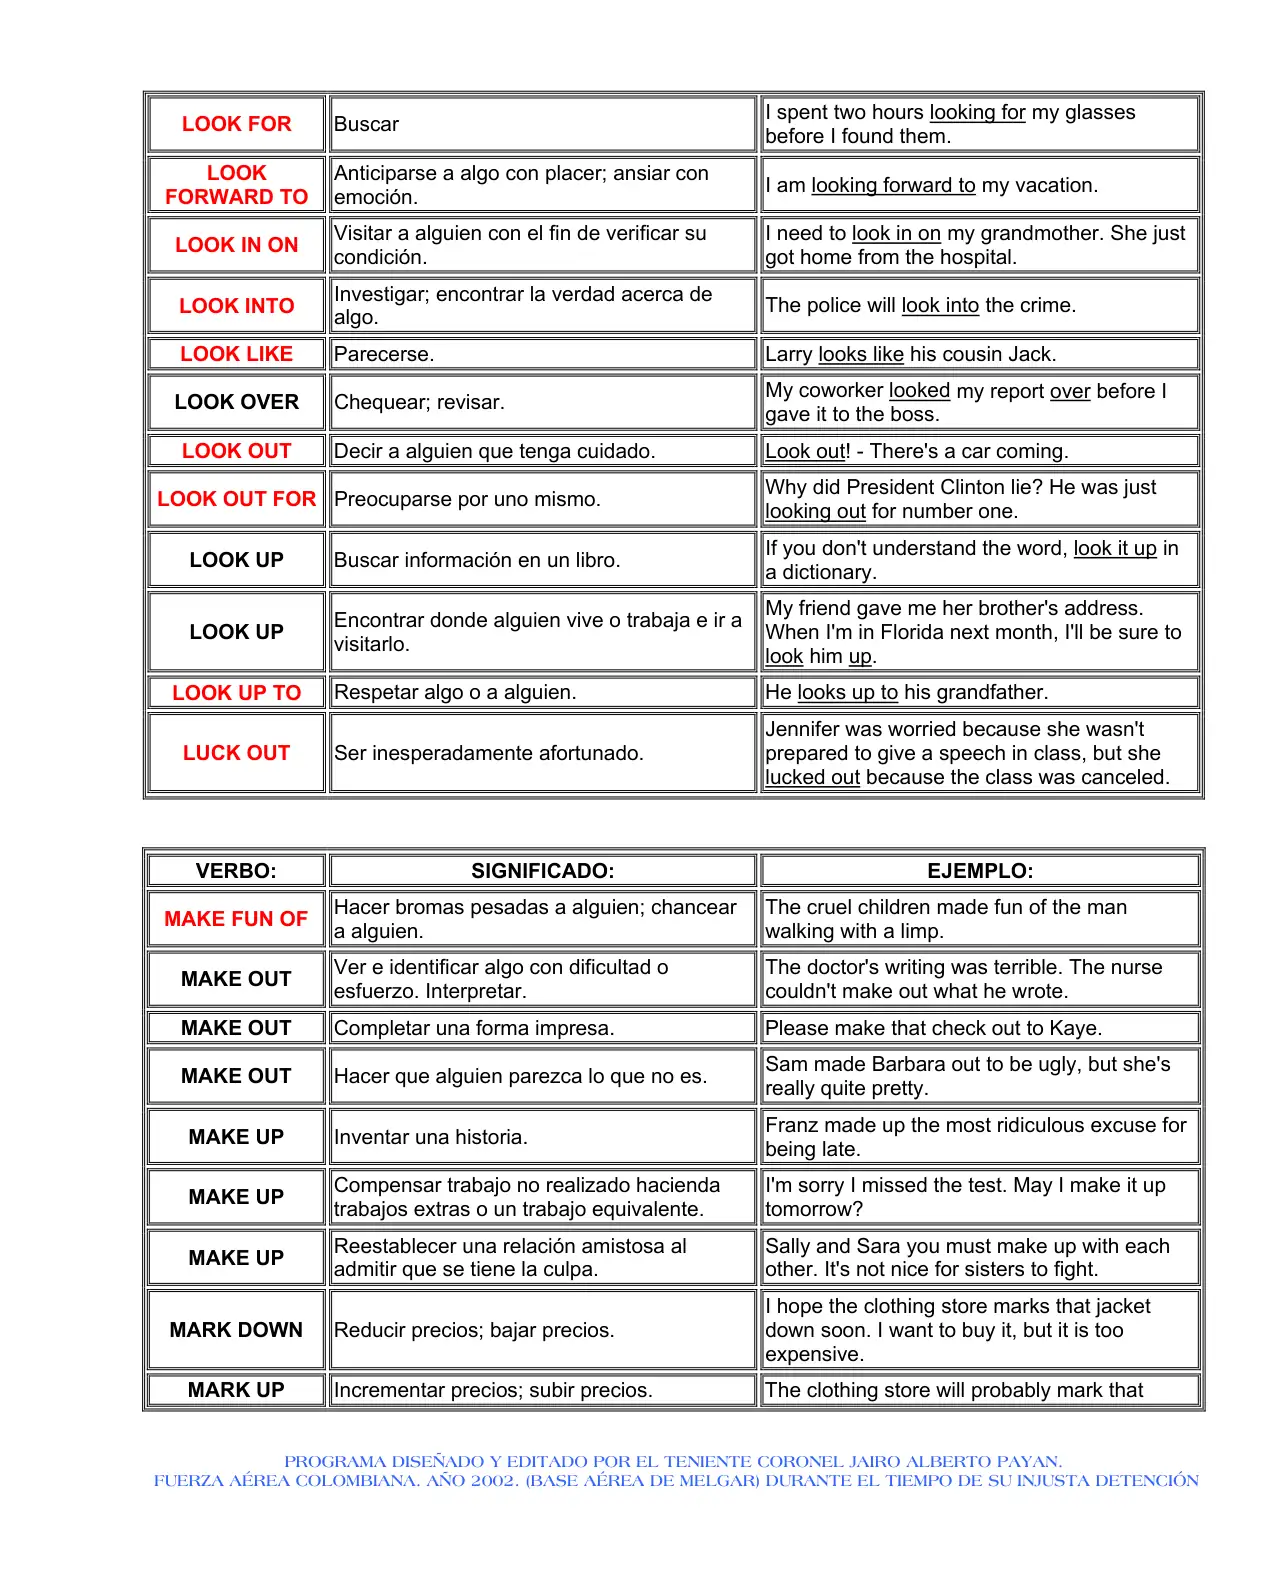 LOOK FOR
Buscar
I spent two hours looking for my glasses
before I found them.
LOOK
FORWARD TO
Anticiparse a algo con placer; ansiar con
emoción.
I am looking forward to my vacation.
LOOK IN ON
Visitar a alguien con el fin de verificar su
condición.
I need to look in on my grandmother. She just
got home from the hospital.
LOOK INTO
Investigar; encontrar la verdad acerca de
algo.
The police will look into the crime.
LOOK LIKE
Parecerse.
Larry looks like his cousin Jack.
LOOK OVER
Chequear; revisar.
My coworker looked my report over before I
gave it to the boss.
LOOK OUT
Decir a alguien que tenga cuidado.
Look out! - There's a car coming.
LOOK OUT FOR
Preocuparse por uno mismo.
Why did President Clinton lie? He was just
looking out for number one.
LOOK UP
Buscar información en un libro.
If you don't understand the word, look it up in
a dictionary.
LOOK UP
Encontrar donde alguien vive o trabaja e ir a
visitarlo.
My friend gave me her brother's address.
When I'm in Florida next month, I'll be sure to
look him up.
LOOK UP TO
Respetar algo o a alguien.
He looks up to his grandfather.
LUCK OUT
Ser inesperadamente afortunado.
Jennifer was worried because she wasn't
prepared to give a speech in class, but she
lucked out because the class was canceled.
VERBO:
SIGNIFICADO:
EJEMPLO:
MAKE FUN OF
Hacer bromas pesadas a alguien; chancear
a alguien.
The cruel children made fun of the man
walking with a limp.
MAKE OUT
Ver e identificar algo con dificultad o
esfuerzo. Interpretar.
The doctor's writing was terrible. The nurse
couldn't make out what he wrote.
MAKE OUT
Completar una forma impresa.
Please make that check out to Kaye.
MAKE OUT
Hacer que alguien parezca lo que no es.
Sam made Barbara out to be ugly, but she's
really quite pretty.
MAKE UP
Inventar una historia.
Franz made up the most ridiculous excuse for
being late.
MAKE UP
Compensar trabajo no realizado hacienda
trabajos extras o un trabajo equivalente.
I'm sorry I missed the test. May I make it up
tomorrow?
MAKE UP
Reestablecer una relación amistosa al
admitir que se tiene la culpa.
Sally and Sara you must make up with each
other. It's not nice for sisters to fight.
MARK DOWN
Reducir precios; bajar precios.
I hope the clothing store marks that jacket
down soon. I want to buy it, but it is too
expensive.
MARK UP
Incrementar precios; subir precios.
The clothing store will probably mark that
PROGRAMA DISEÑADO Y EDITADO POR EL TENIENTE CORONEL JAIRO ALBERTO PAYAN.
FUERZA AÉREA COLOMBIANA. AÑO 2002. (BASE AÉREA DE MELGAR) DURANTE EL TIEMPO DE SU INJUSTA DETENCIÓN